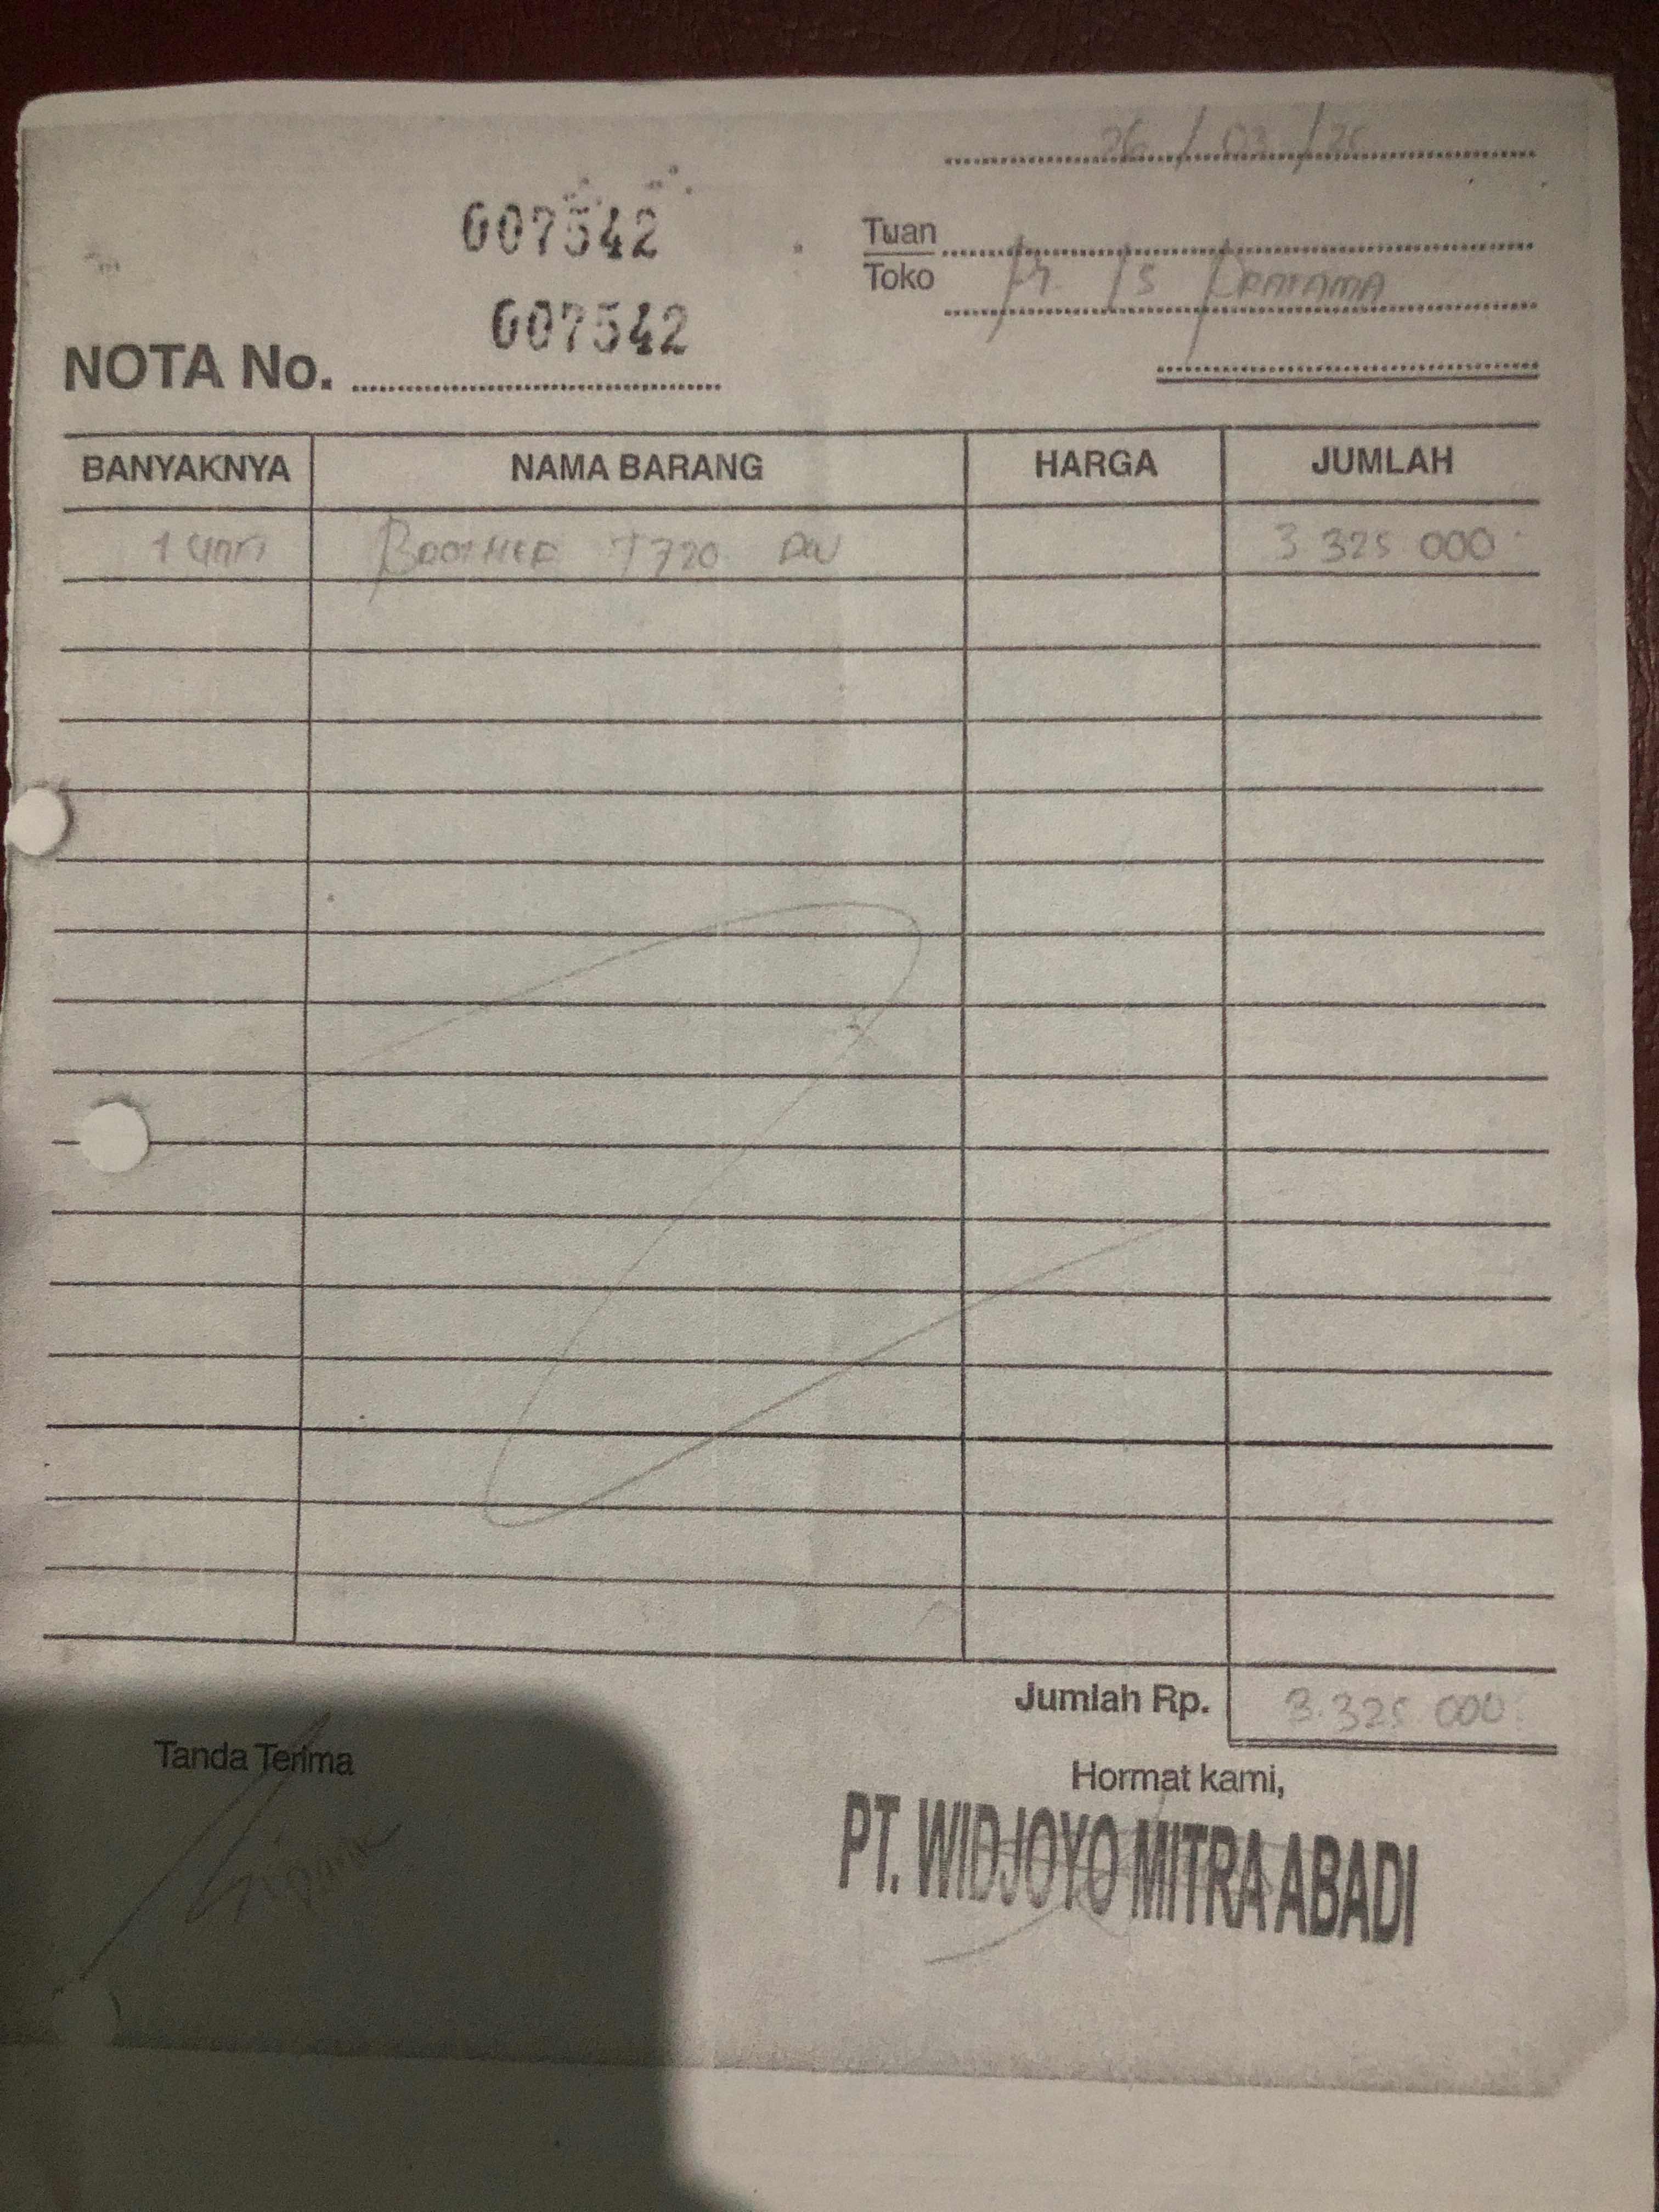 26 / 03 / 25
007542
Tuan
Toko
PRATAMA
007542
NOTA No.
BANYAKNYA NAMA BARANG HARGA JUMLAH
1 unit BROTHER T720 DW 3 325 000
Jumlah Rp. 3.325.000
Tanda Terima
Hormat kami,
PT. WIDJOYO MITRA ABADI